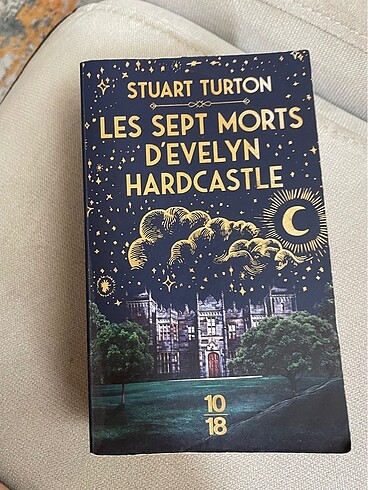 STUART TURTON
LES SEPT MORTS
D'EVELYN
HARDCASTLE
10
18